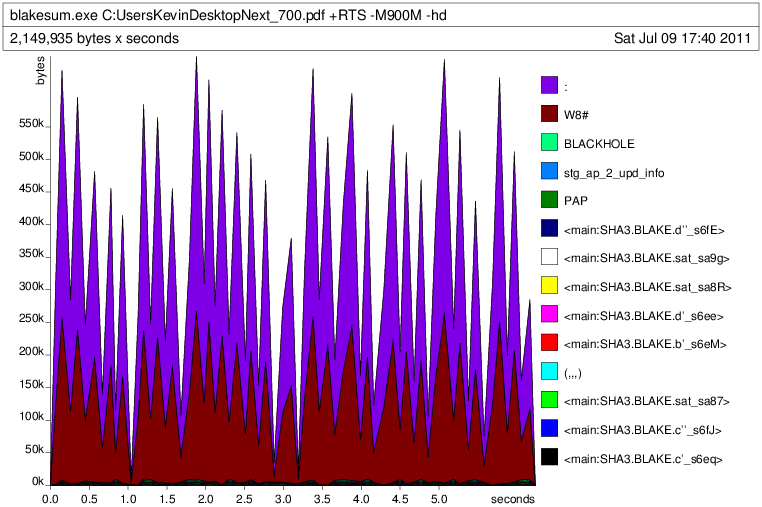 blakesum.exe C:UsersKevinDesktopNext_700.pdf +RTS -M900M -hd
2,149,935 bytes x seconds Sat Jul 09 17:40 2011
bytes
550k
500k
450k
400k
350k
300k
250k
200k
150k
100k
50k
0k
0.0 0.5 1.0 1.5 2.0 2.5 3.0 3.5 4.0 4.5 5.0 seconds
:
W8#
BLACKHOLE
stg_ap_2_upd_info
PAP
<main:SHA3.BLAKE.d''_s6fE>
<main:SHA3.BLAKE.sat_sa9g>
<main:SHA3.BLAKE.sat_sa8R>
<main:SHA3.BLAKE.d'_s6ee>
<main:SHA3.BLAKE.b'_s6eM>
(,,,)
<main:SHA3.BLAKE.sat_sa87>
<main:SHA3.BLAKE.c''_s6fJ>
<main:SHA3.BLAKE.c'_s6eq>